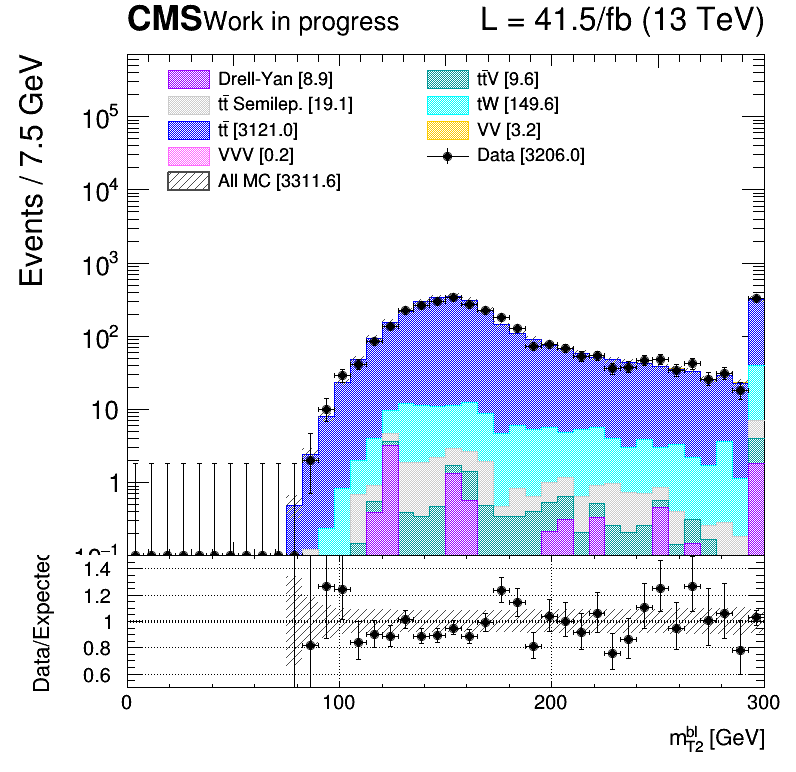 CMS Work in progress L = 41.5/fb (13 TeV)
Events / 7.5 GeV
Drell-Yan [8.9]
tt̄V [9.6]
tt̄ Semilep. [19.1]
tW [149.6]
tt̄ [3121.0]
VV [3.2]
VVV [0.2]
Data [3206.0]
All MC [3311.6]
10⁵
10⁴
10³
10²
10
1
10⁻¹
Data/Expected
1.4
1.2
1
0.8
0.6
0 100 200 300
m_T2^bl [GeV]